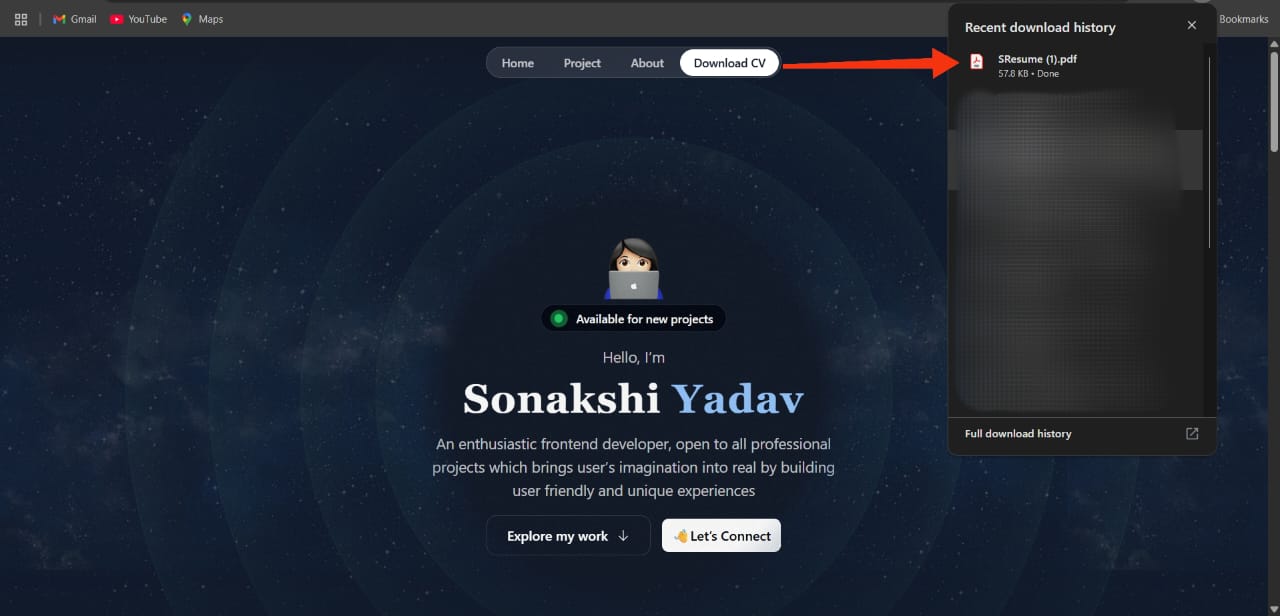 Gmail
YouTube
Maps
Bookmarks
Recent download history
SResume (1).pdf
57.8 KB • Done
Full download history
Home
Project
About
Download CV
Available for new projects
Hello, I’m
Sonakshi Yadav
An enthusiastic frontend developer, open to all professional
projects which brings user’s imagination into real by building
user friendly and unique experiences
Explore my work ↓
👋 Let’s Connect